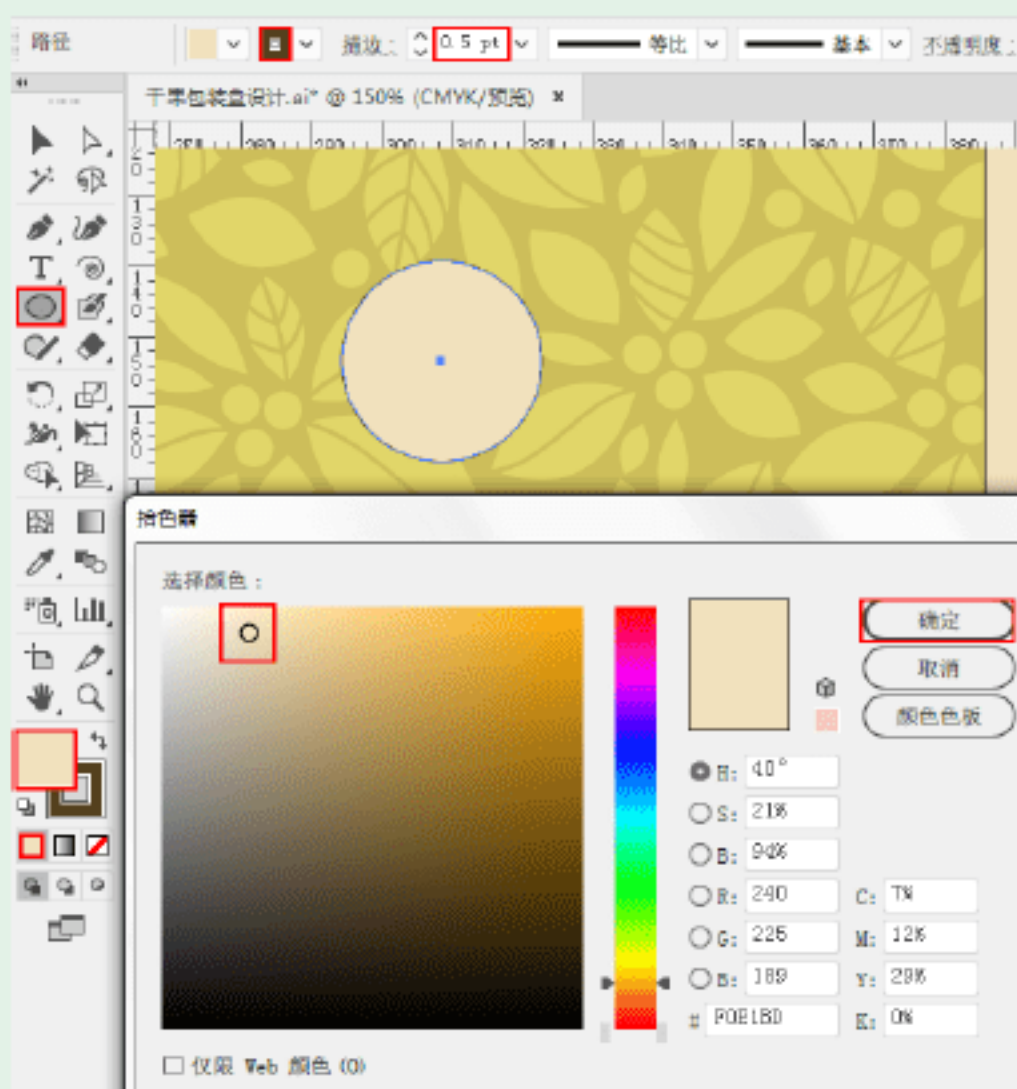 路径
描边：
0.5 pt
等比
基本
不透明度：
干果包装盒设计.ai* @ 150% (CMYK/预览) ×
拾色器
选择颜色：
确定
取消
颜色色板
H: 40°
S: 21%
B: 94%
R: 240
C: 7%
G: 225
M: 12%
B: 189
Y: 29%
# F0E1BD
K: 0%
仅限 Web 颜色 (O)